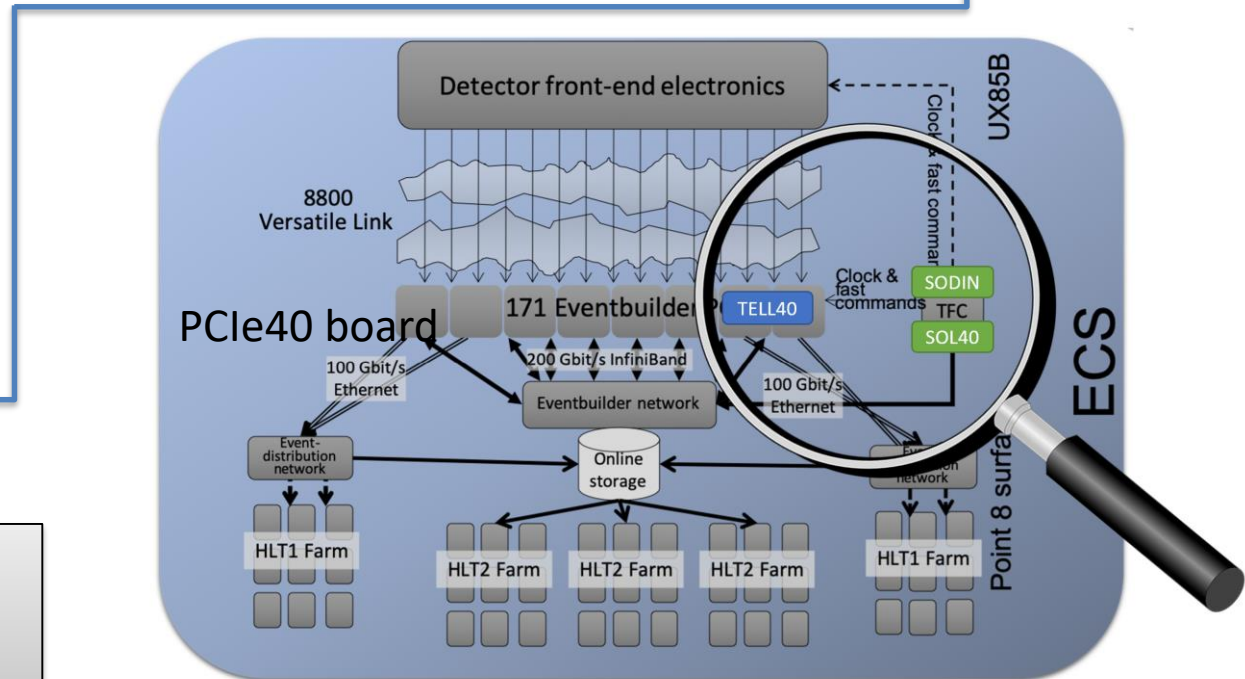 Detector front-end electronics
UX85B
Clock & fast comman
8800
Versatile Link
Clock &
fast
commands
SODIN
TFC
SOL40
PCIe40 board
171 Eventbuilder
TELL40
ECS
100 Gbit/s
Ethernet
200 Gbit/s InfiniBand
100 Gbit/s
Ethernet
Eventbuilder network
Event-
distribution
network
Online
storage
network
Point 8 surfa
HLT1 Farm
HLT2 Farm
HLT2 Farm
HLT2 Farm
HLT1 Farm